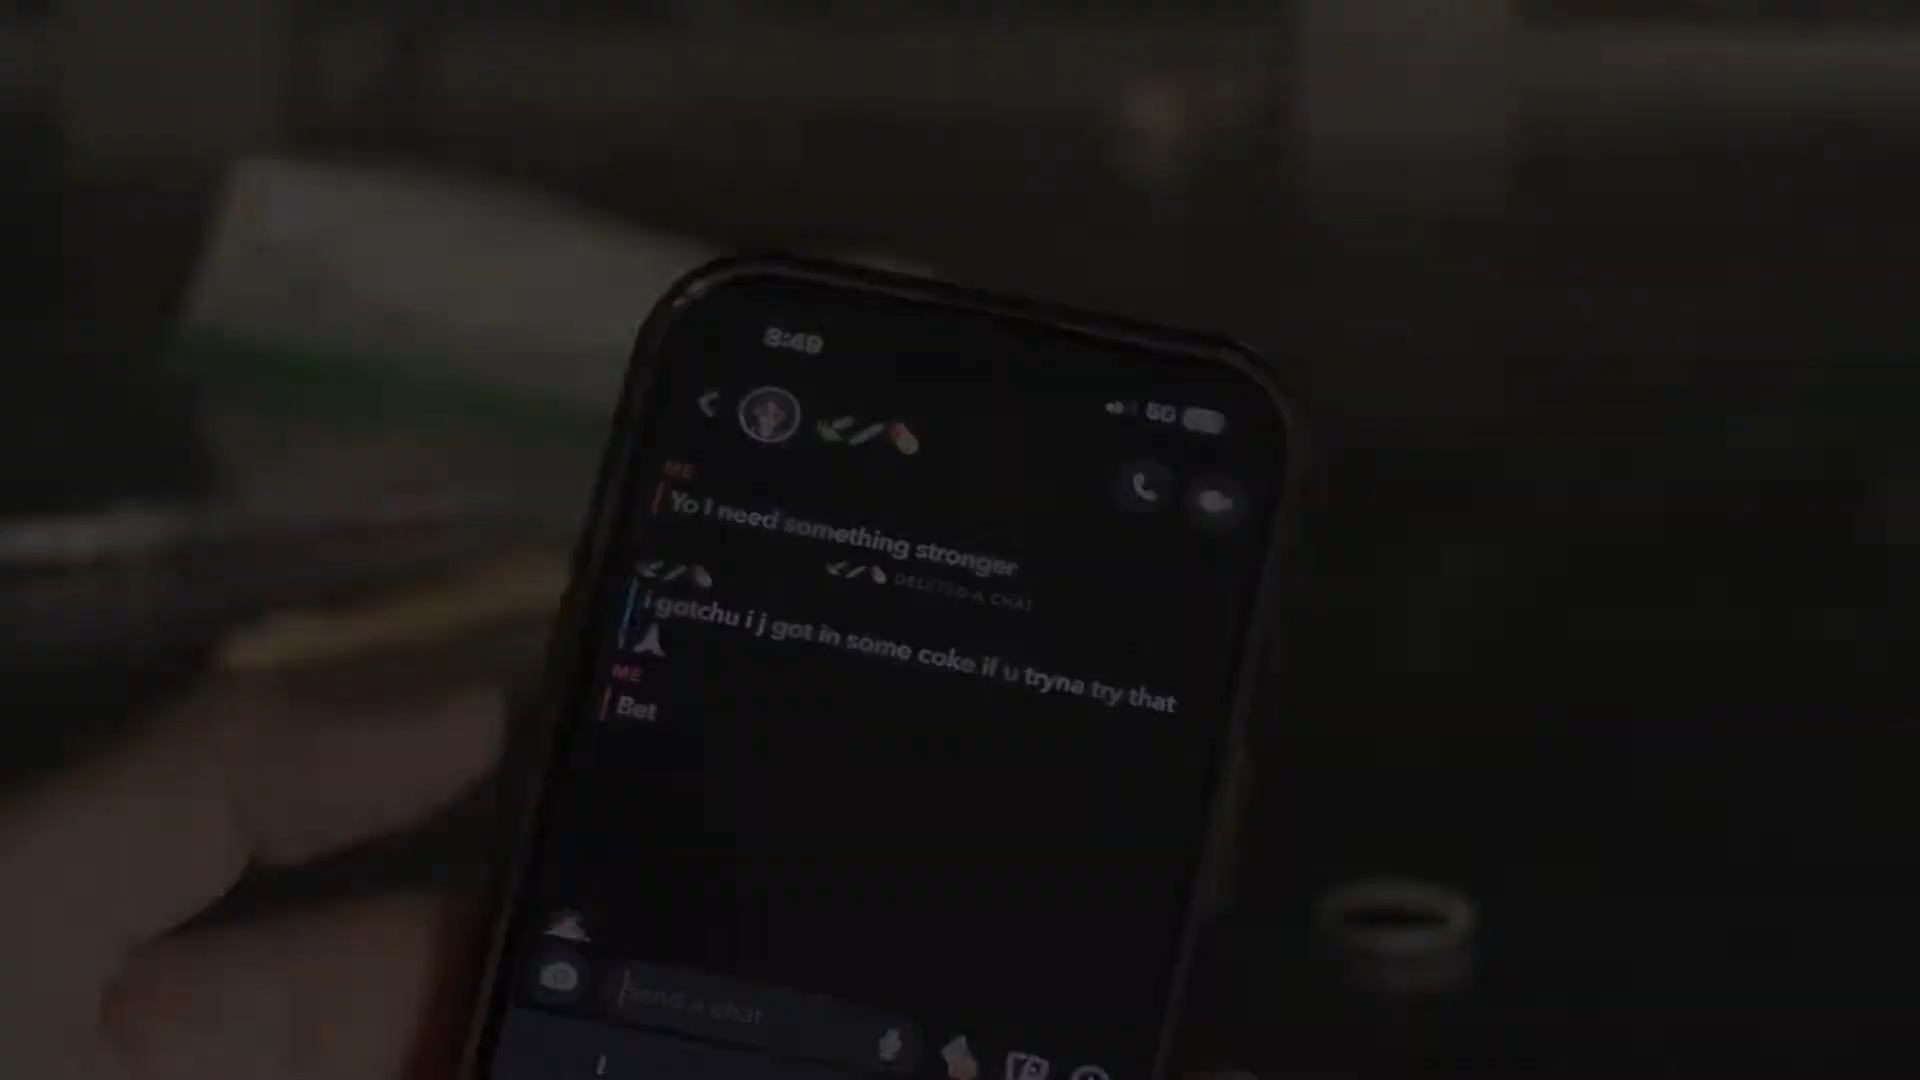 8:49
5G
ME
Yo I need something stronger
DELETED A CHAT
i gotchu i j got in some coke if u tryna try that
ME
Bet
Send a chat
I